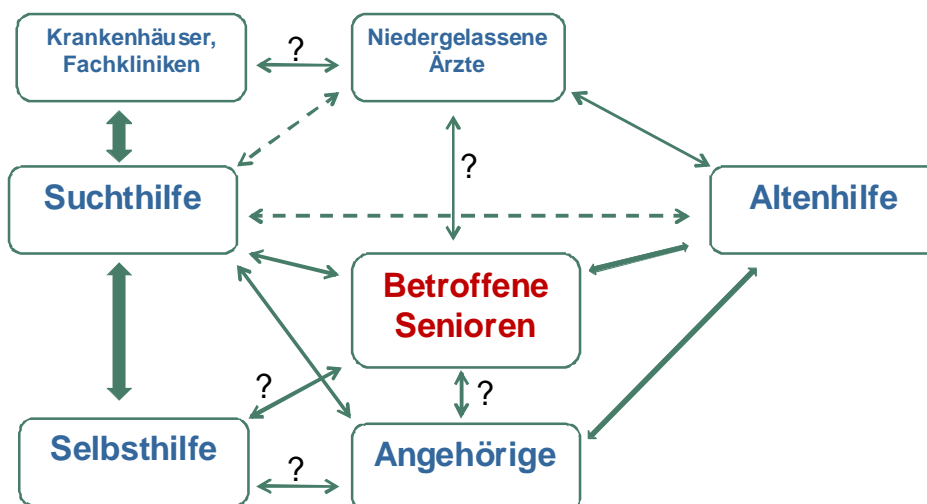 Krankenhäuser,
Fachkliniken
?
Niedergelassene
Ärzte
?
Suchthilfe
Altenhilfe
Betroffene
Senioren
?
?
Selbsthilfe
?
Angehörige